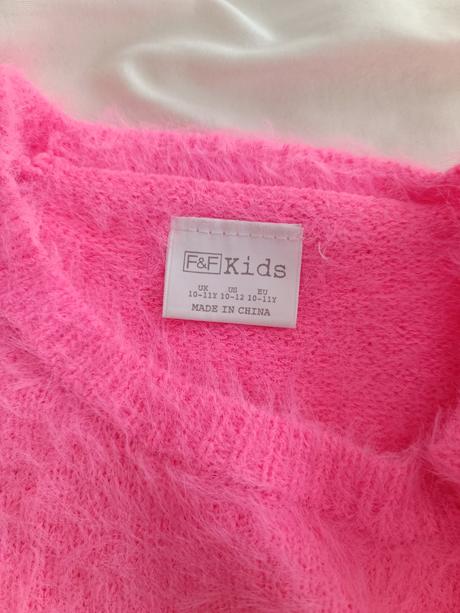 F&F Kids
UK US EU
10-11Y 10-12 10-11Y
MADE IN CHINA